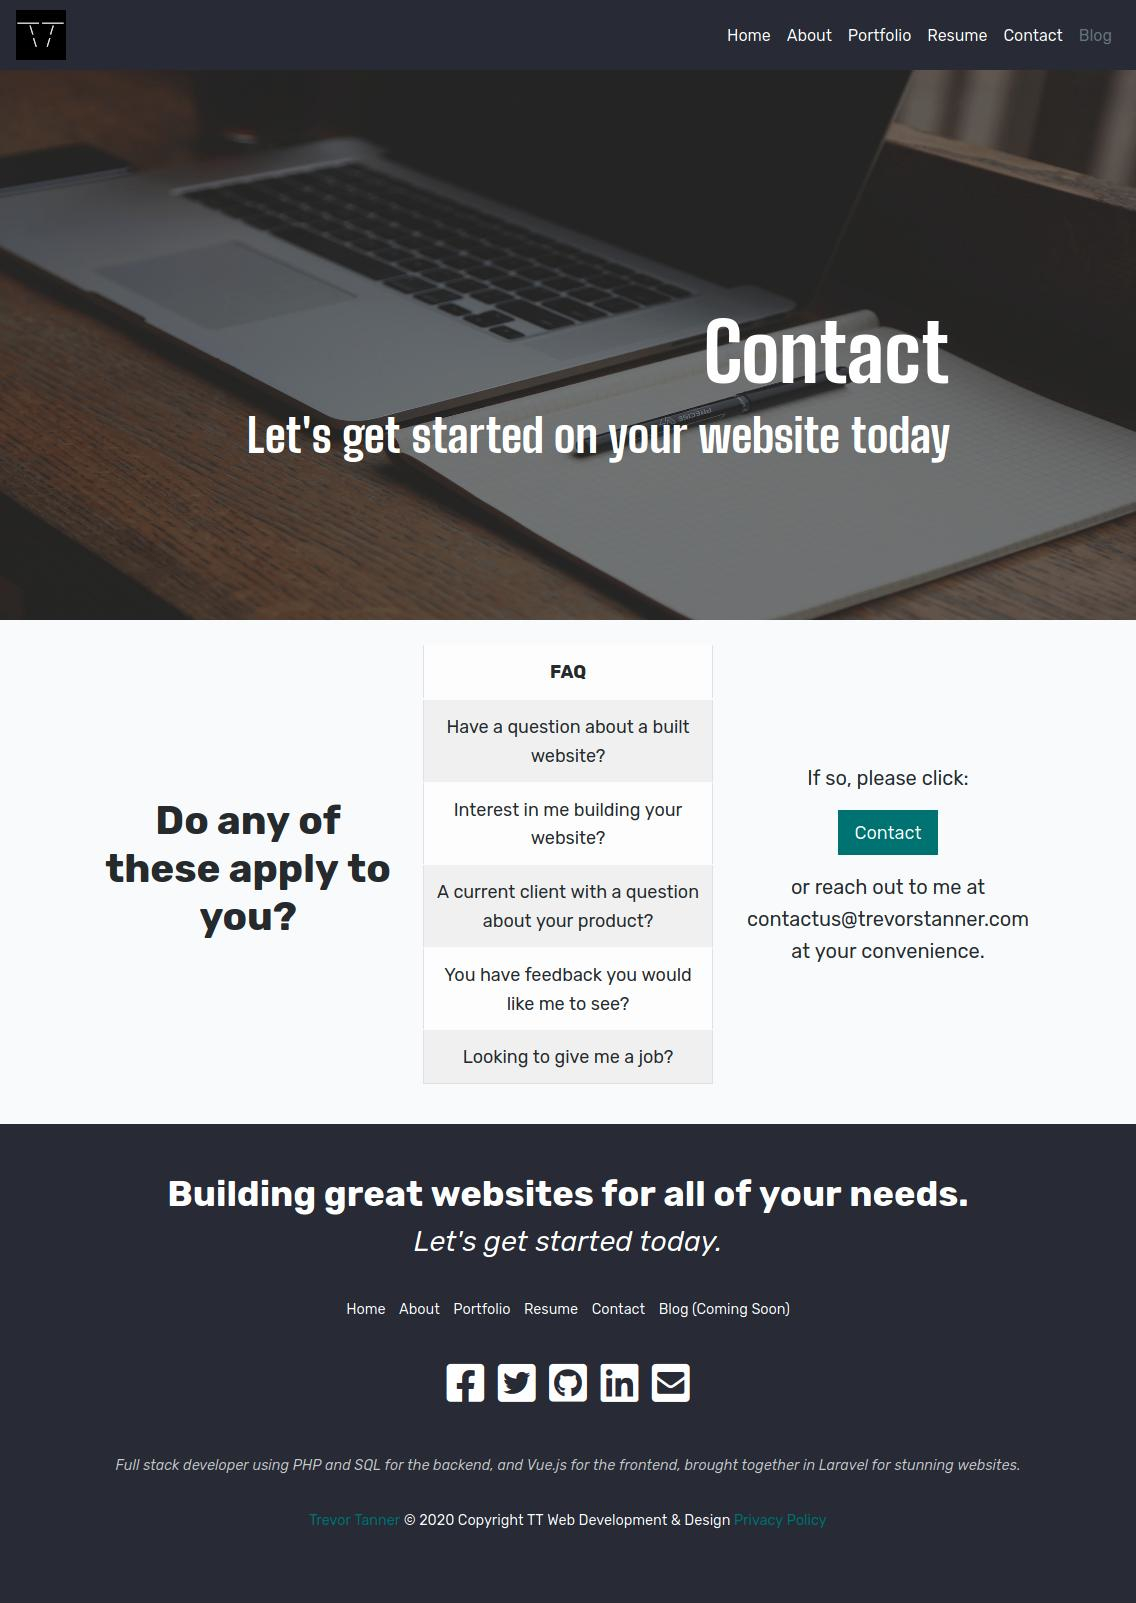 Home About Portfolio Resume Contact Blog
Contact
Let's get started on your website today
Do any of
these apply to
you?
FAQ
Have a question about a built
website?
Interest in me building your
website?
A current client with a question
about your product?
You have feedback you would
like me to see?
Looking to give me a job?
If so, please click:
Contact
or reach out to me at
contactus@trevorstanner.com
at your convenience.
Building great websites for all of your needs.
Let's get started today.
Home About Portfolio Resume Contact Blog (Coming Soon)
Full stack developer using PHP and SQL for the backend, and Vue.js for the frontend, brought together in Laravel for stunning websites.
Trevor Tanner © 2020 Copyright TT Web Development & Design Privacy Policy